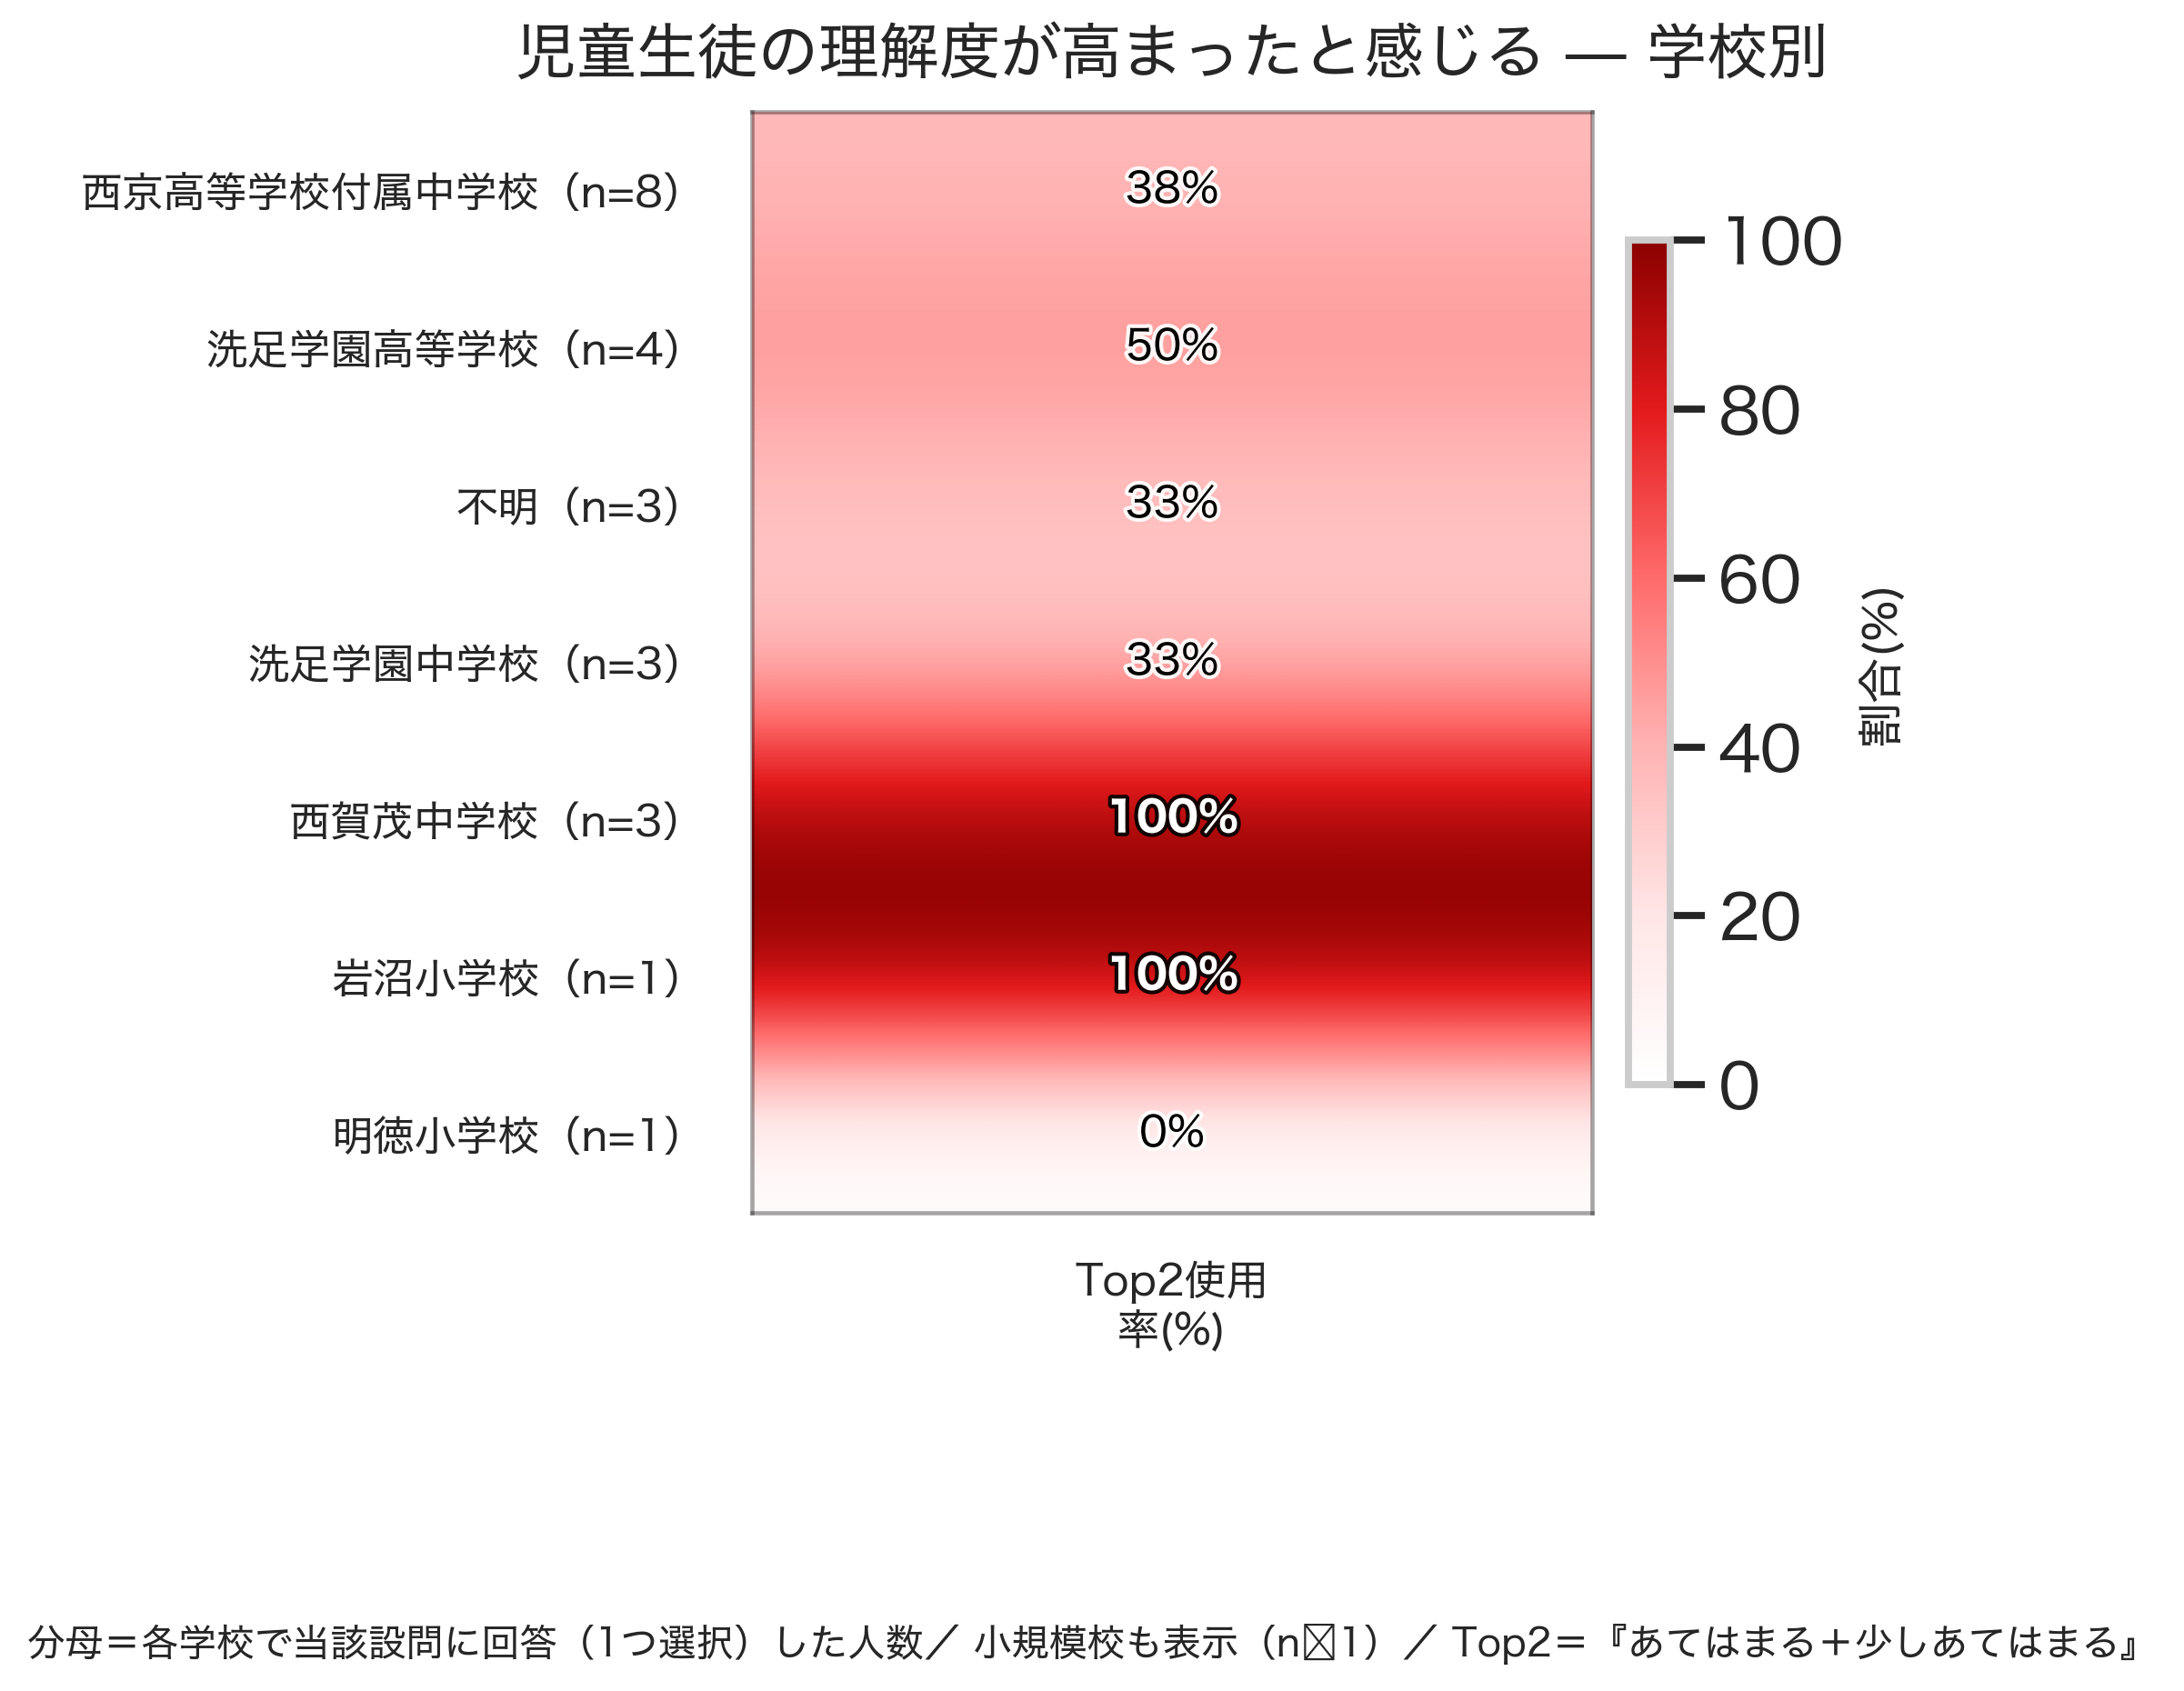 児童生徒の理解度が高まったと感じる — 学校別
西京高等学校付属中学校（n=8）
38%
洗足学園高等学校（n=4）
50%
不明（n=3）
33%
洗足学園中学校（n=3）
33%
西賀茂中学校（n=3）
100%
岩沼小学校（n=1）
100%
明徳小学校（n=1）
0%
Top2使用
率(%)
100
80
60
40
20
0
割合(%)
分母＝各学校で当該設問に回答（1つ選択）した人数／ 小規模校も表示（n☒1）／ Top2＝『あてはまる＋少しあてはまる』